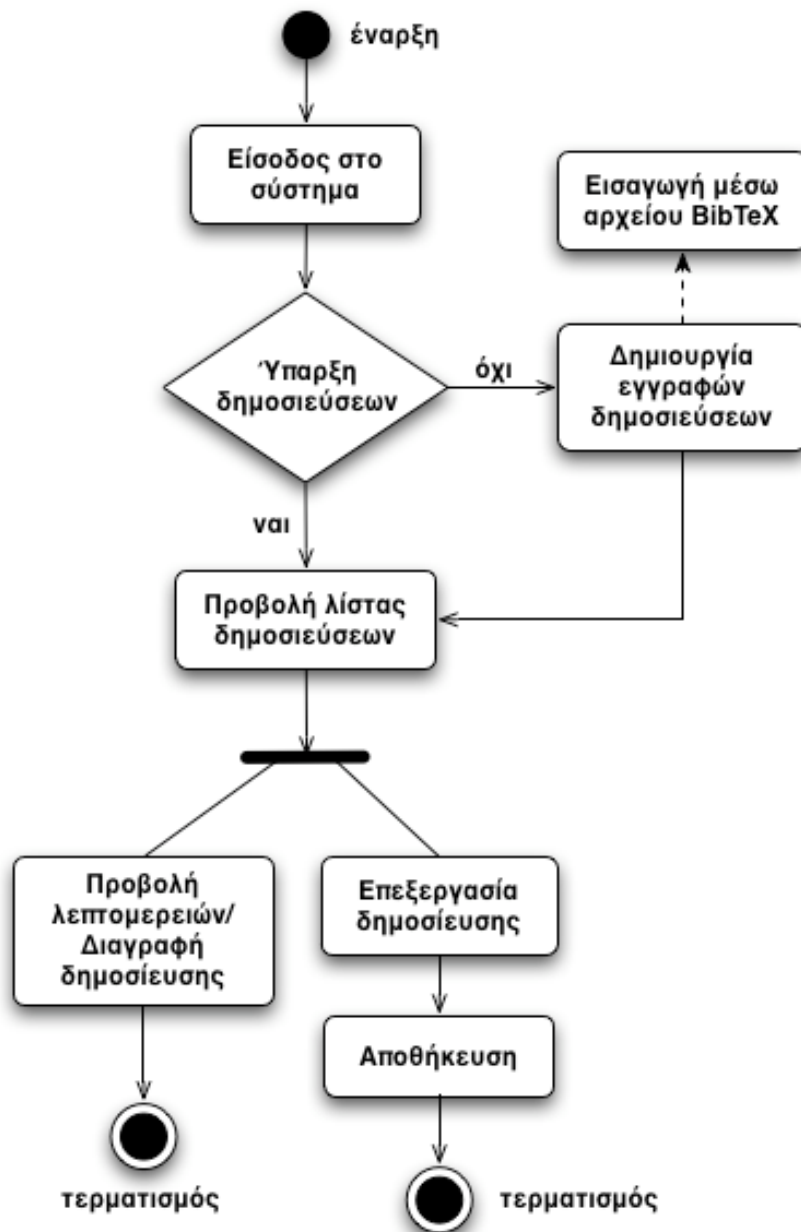 έναρξη
Είσοδος στο
σύστημα
Εισαγωγή μέσω
αρχείου BibTeX
Ύπαρξη
δημοσιεύσεων
όχι
Δημιουργία
εγγραφών
δημοσιεύσεων
ναι
Προβολή λίστας
δημοσιεύσεων
Προβολή
λεπτομερειών/
Διαγραφή
δημοσίευσης
Επεξεργασία
δημοσίευσης
Αποθήκευση
τερματισμός
τερματισμός